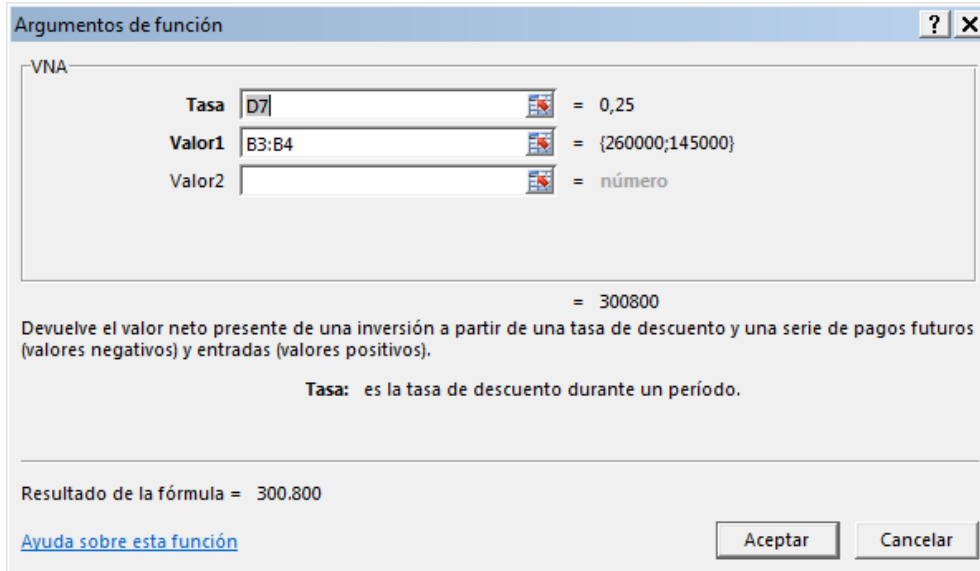 Argumentos de función ? X
VNA
Tasa D7 = 0,25
Valor1 B3:B4 = {260000;145000}
Valor2 = número
= 300800
Devuelve el valor neto presente de una inversión a partir de una tasa de descuento y una serie de pagos futuros
(valores negativos) y entradas (valores positivos).
Tasa: es la tasa de descuento durante un período.
Resultado de la fórmula = 300.800
Ayuda sobre esta función Aceptar Cancelar